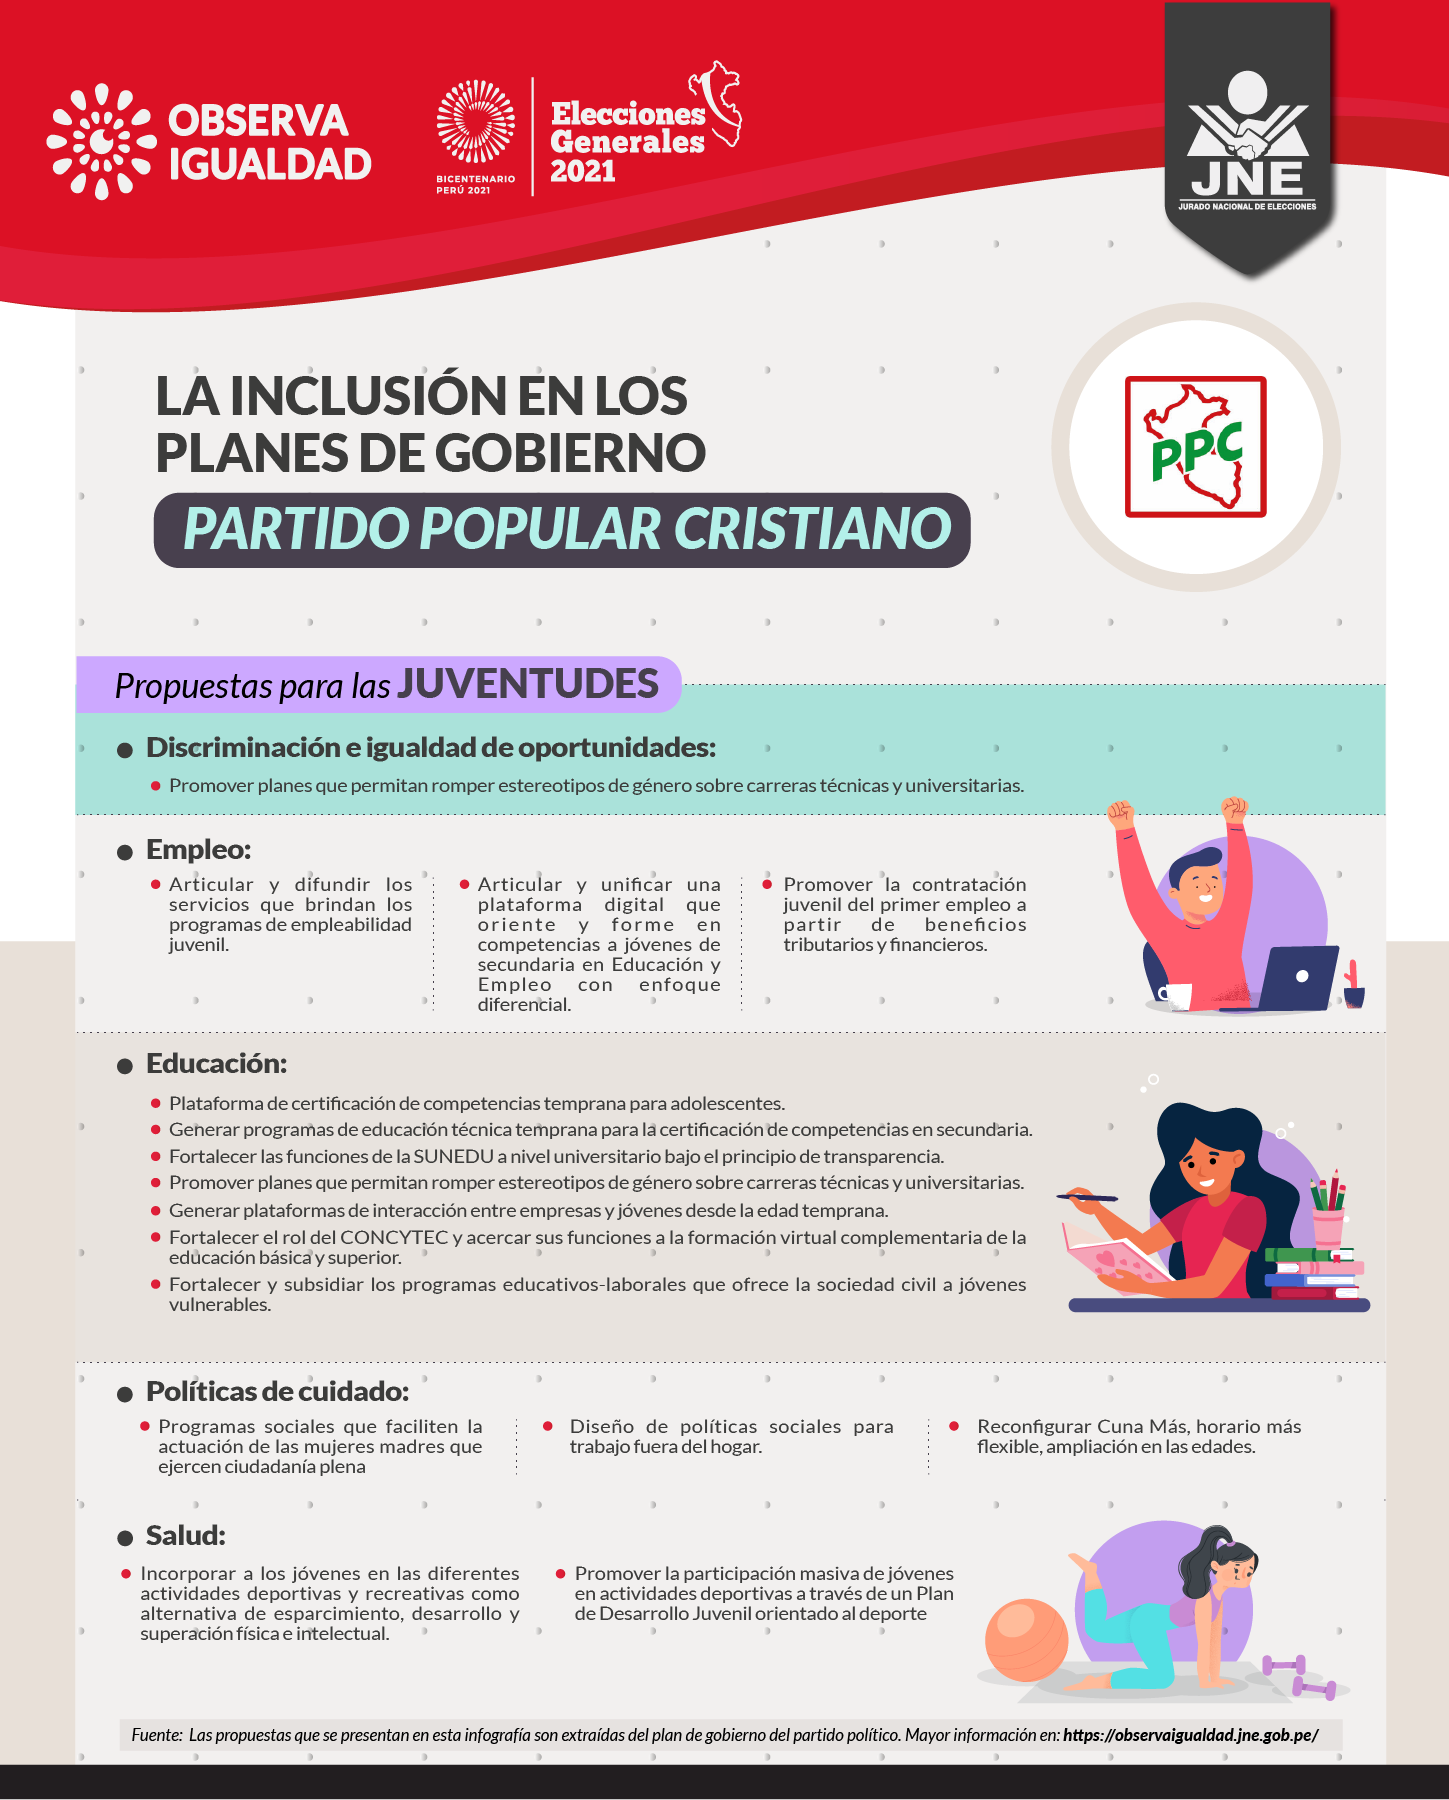 OBSERVA
IGUALDAD
BICENTENARIO
PERÚ 2021
Elecciones
Generales
2021
JNE
JURADO NACIONAL DE ELECCIONES
LA INCLUSIÓN EN LOS
PLANES DE GOBIERNO
PARTIDO POPULAR CRISTIANO
PPC
Propuestas para las JUVENTUDES
Discriminación e igualdad de oportunidades:
Promover planes que permitan romper estereotipos de género sobre carreras técnicas y universitarias.
Empleo:
Articular y difundir los
servicios que brindan los
programas de empleabilidad
juvenil.
Articular y unificar una
plataforma digital que
oriente y forme en
competencias a jóvenes de
secundaria en Educación y
Empleo con enfoque
diferencial.
Promover la contratación
juvenil del primer empleo a
partir de beneficios
tributarios y financieros.
Educación:
Plataforma de certificación de competencias temprana para adolescentes.
Generar programas de educación técnica temprana para la certificación de competencias en secundaria.
Fortalecer las funciones de la SUNEDU a nivel universitario bajo el principio de transparencia.
Promover planes que permitan romper estereotipos de género sobre carreras técnicas y universitarias.
Generar plataformas de interacción entre empresas y jóvenes desde la edad temprana.
Fortalecer el rol del CONCYTEC y acercar sus funciones a la formación virtual complementaria de la
educación básica y superior.
Fortalecer y subsidiar los programas educativos-laborales que ofrece la sociedad civil a jóvenes
vulnerables.
Políticas de cuidado:
Programas sociales que faciliten la
actuación de las mujeres madres que
ejercen ciudadanía plena
Diseño de políticas sociales para
trabajo fuera del hogar.
Reconfigurar Cuna Más, horario más
flexible, ampliación en las edades.
Salud:
Incorporar a los jóvenes en las diferentes
actividades deportivas y recreativas como
alternativa de esparcimiento, desarrollo y
superación física e intelectual.
Promover la participación masiva de jóvenes
en actividades deportivas a través de un Plan
de Desarrollo Juvenil orientado al deporte
Fuente: Las propuestas que se presentan en esta infografía son extraídas del plan de gobierno del partido político. Mayor información en: https://observaigualdad.jne.gob.pe/